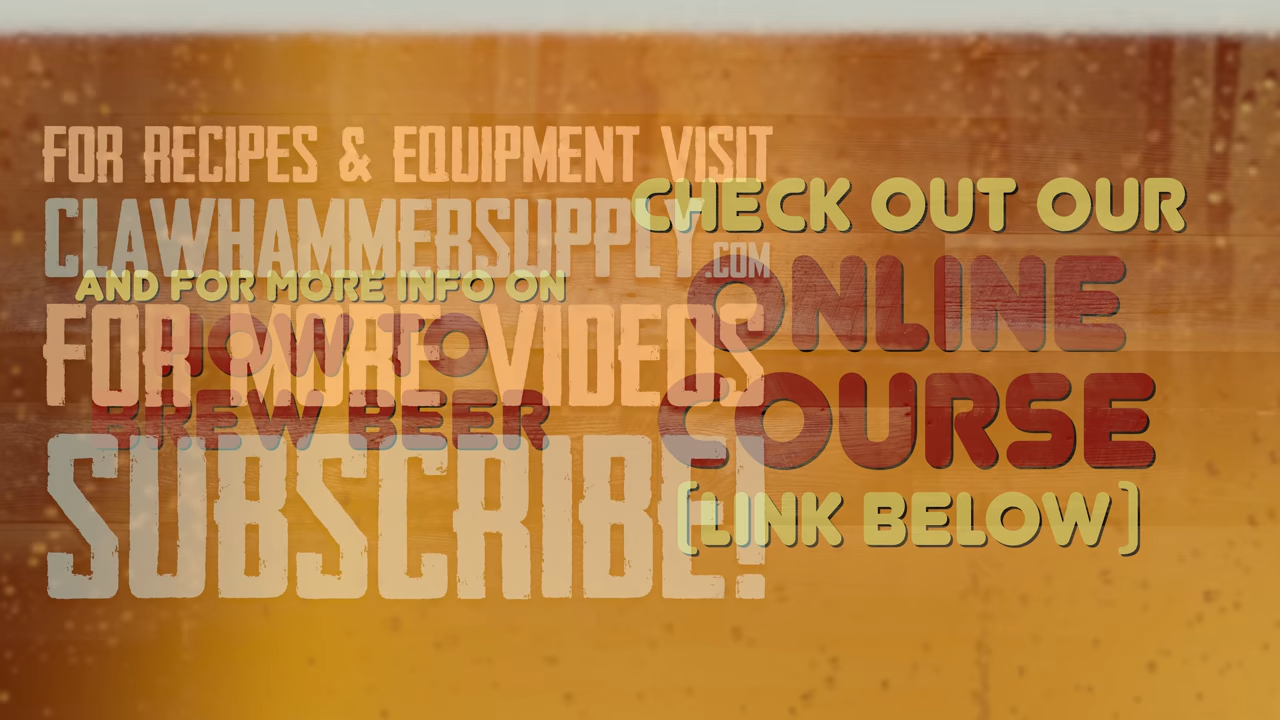 FOR RECIPES & EQUIPMENT VISIT
CLAWHAMMERSUPPLY.COM
FOR MORE VIDEOS
SUBSCRIBE!
AND FOR MORE INFO ON
HOW TO
BREW BEER
CHECK OUT OUR
ONLINE
COURSE
(LINK BELOW)